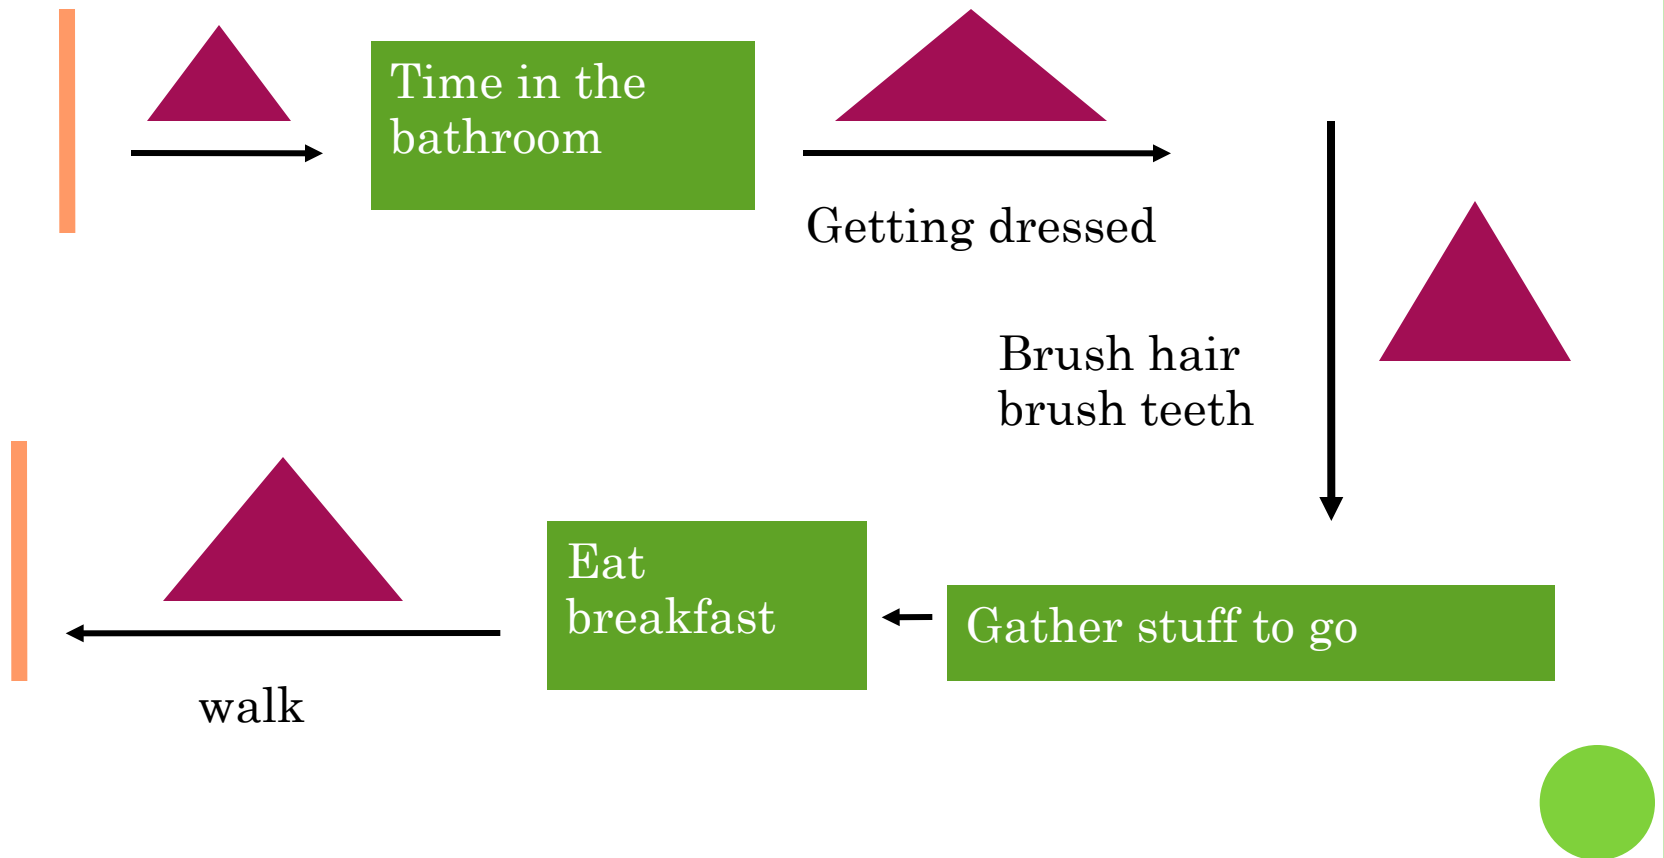 Time in the
bathroom
Getting dressed
Brush hair
brush teeth
Gather stuff to go
Eat
breakfast
walk